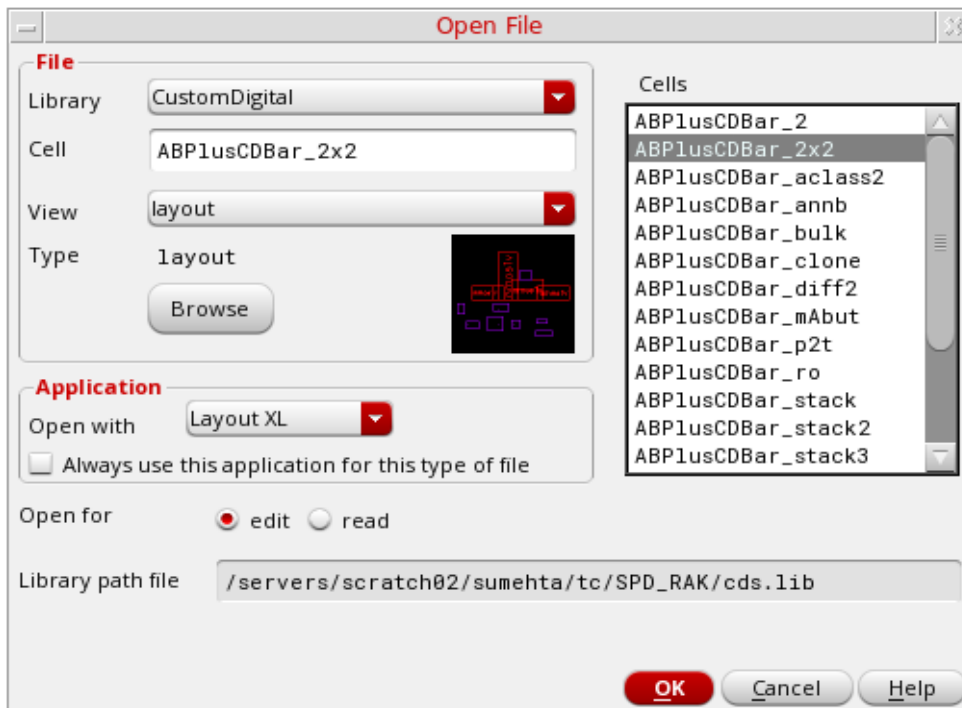 Open File
File
Library CustomDigital
Cell ABPlusCDBar_2x2
View layout
Type layout
Browse
Application
Open with Layout XL
Always use this application for this type of file
Open for edit read
Library path file /servers/scratch02/sumehta/tc/SPD_RAK/cds.lib
Cells
ABPlusCDBar_2
ABPlusCDBar_2x2
ABPlusCDBar_aclass2
ABPlusCDBar_annb
ABPlusCDBar_bulk
ABPlusCDBar_clone
ABPlusCDBar_diff2
ABPlusCDBar_mAbut
ABPlusCDBar_p2t
ABPlusCDBar_ro
ABPlusCDBar_stack
ABPlusCDBar_stack2
ABPlusCDBar_stack3
OK Cancel Help